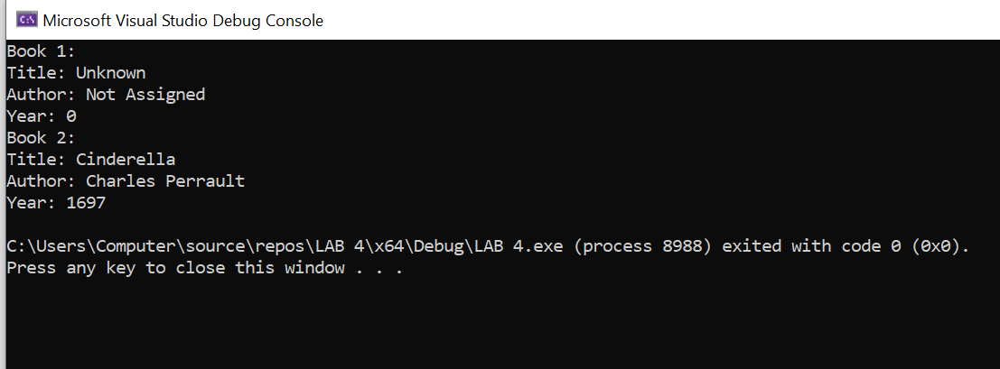 Microsoft Visual Studio Debug Console
Book 1:
Title: Unknown
Author: Not Assigned
Year: 0
Book 2:
Title: Cinderella
Author: Charles Perrault
Year: 1697
C:\Users\Computer\source\repos\LAB 4\x64\Debug\LAB 4.exe (process 8988) exited with code 0 (0x0).
Press any key to close this window . . .